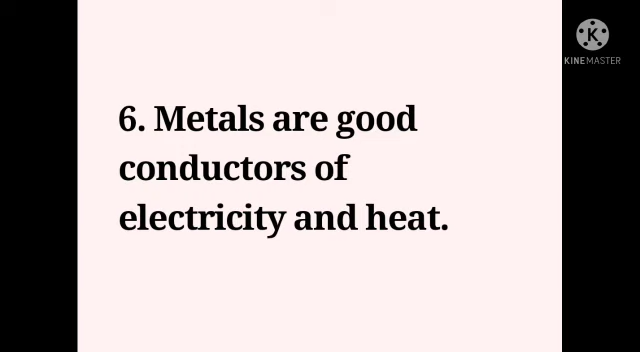 6. Metals are good
conductors of
electricity and heat.
K
KINEMASTER